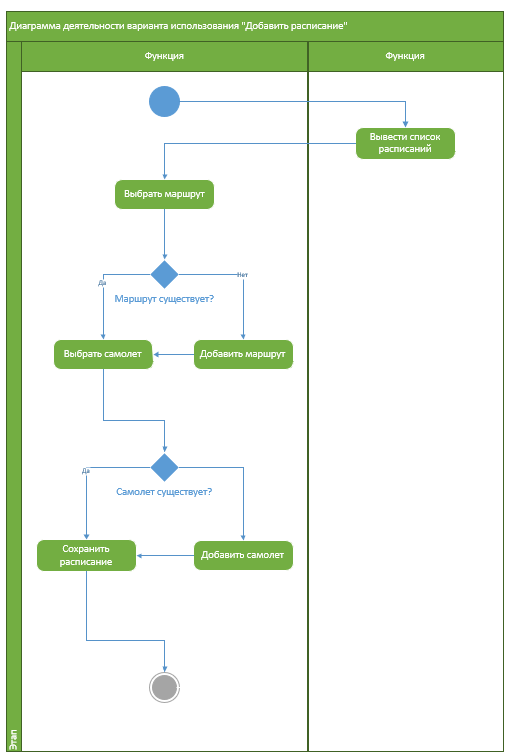 Диаграмма деятельности варианта использования "Добавить расписание"
Функция
Функция
Вывести список
расписаний
Выбрать маршрут
Да
Нет
Маршрут существует?
Выбрать самолет
Добавить маршрут
Да
Самолет существует?
Сохранить
расписание
Добавить самолет
Этап